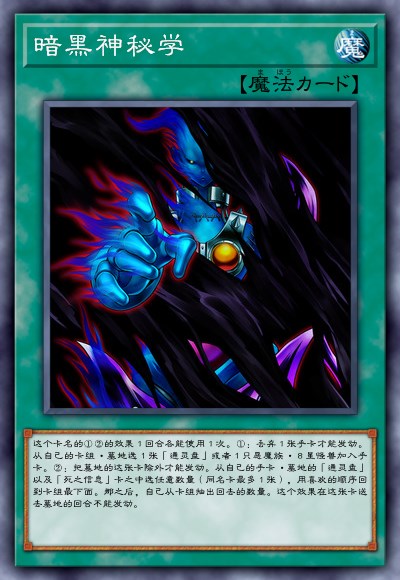 暗黑神秘学
魔
【魔法カード】
ま ほう
这个卡名的①②的效果1回合各能使用1次。①：丢弃1张手卡才能发动。
从自己的卡组·墓地选1张「通灵盘」或者1只恶魔族·8星怪兽加入手
卡。②：把墓地的这张卡除外才能发动。从自己的手卡·墓地的「通灵盘」
以及「死之信息」卡之中选任意数量（同名卡最多1张），用喜欢的顺序回
到卡组最下面。那之后，自己从卡组抽出回去的数量。这个效果在这张卡送
去墓地的回合不能发动。